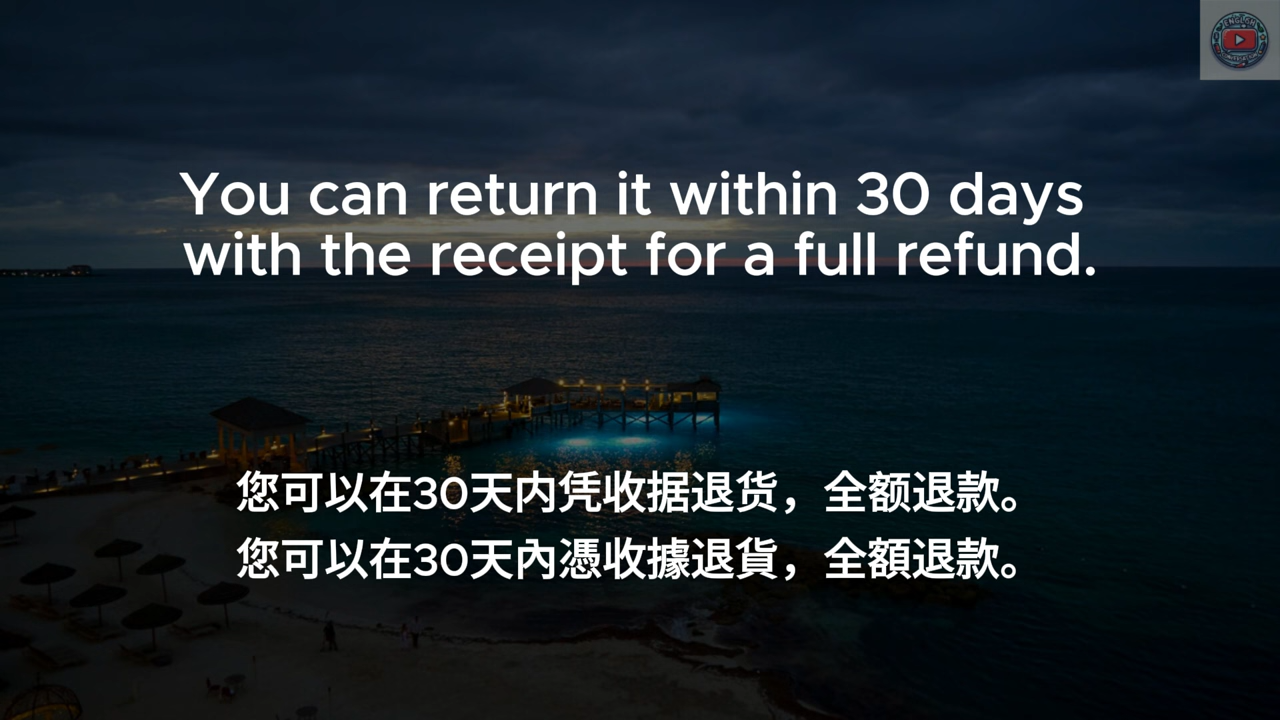 You can return it within 30 days
with the receipt for a full refund.
您可以在30天内凭收据退货，全额退款。
您可以在30天內憑收據退貨，全額退款。